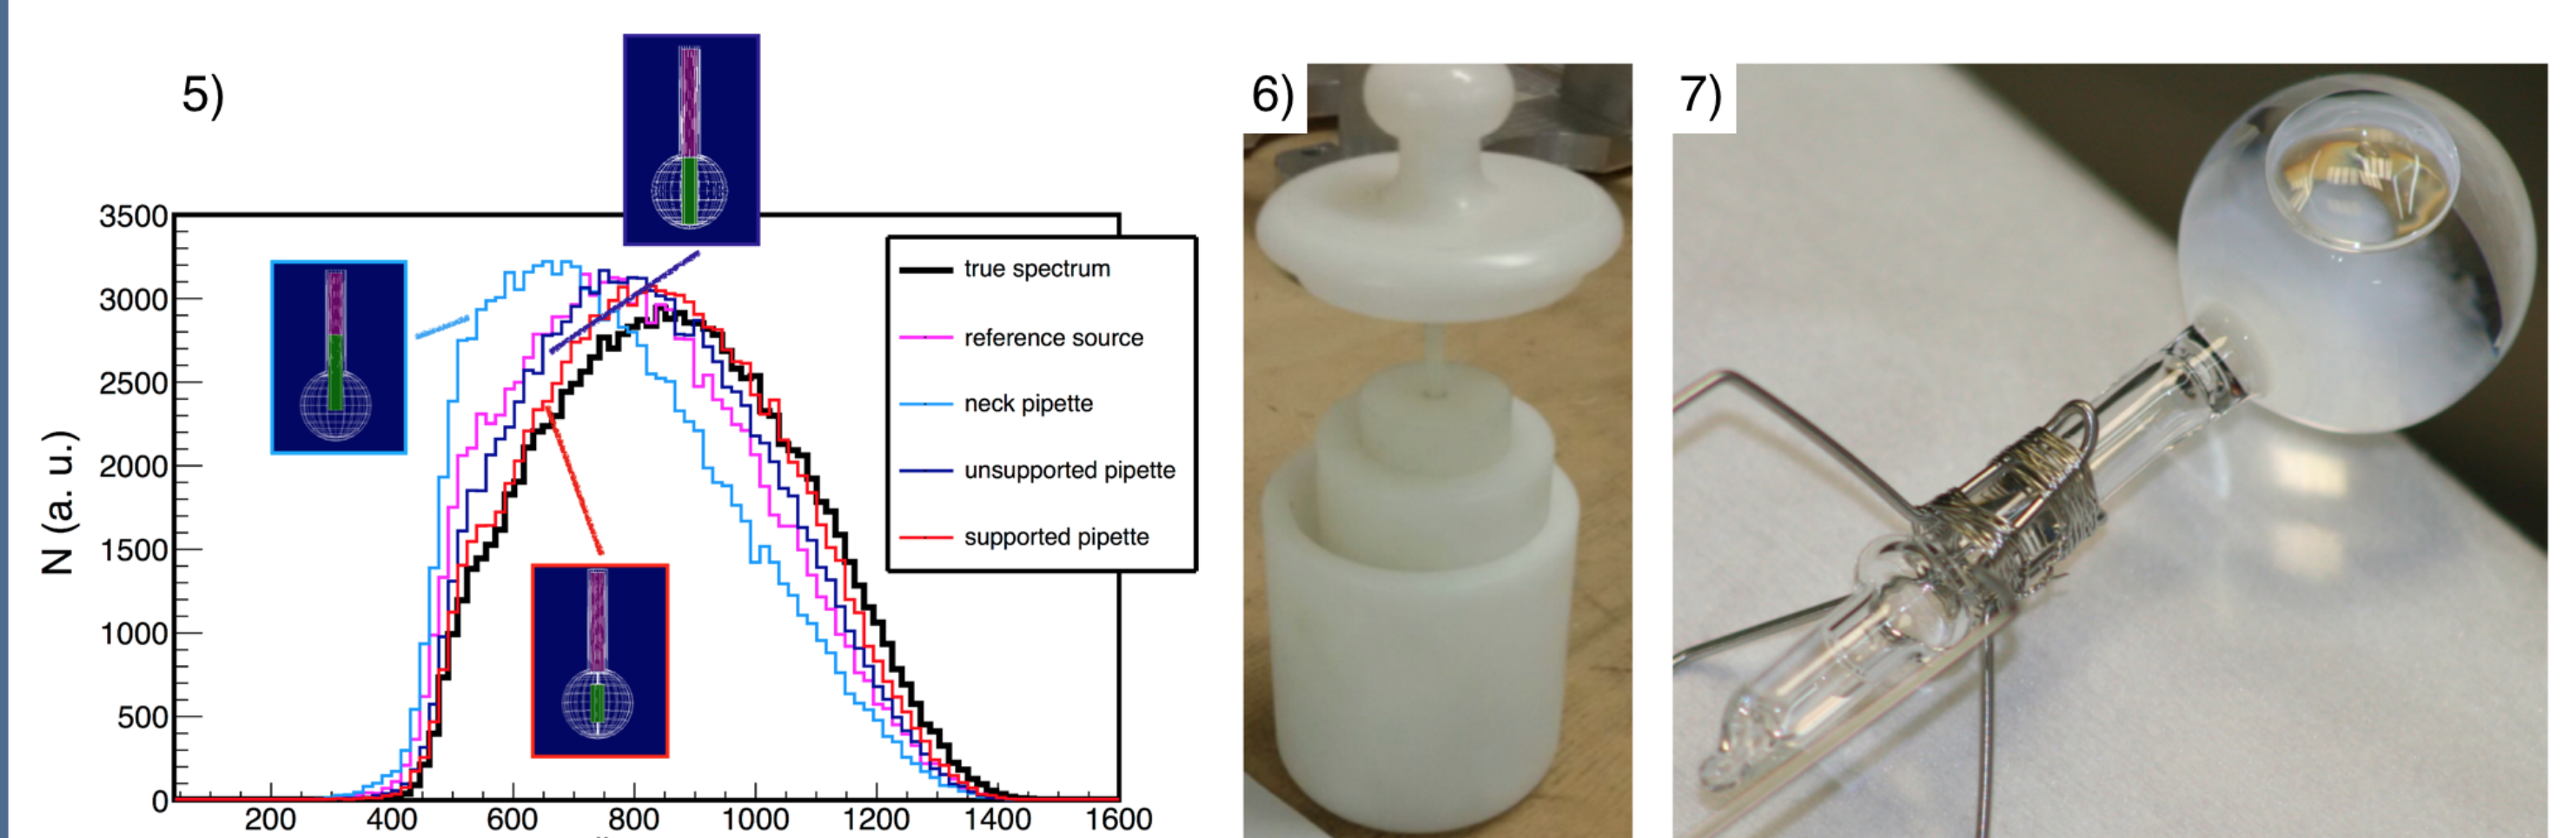 5)
6)
7)
3500
3000
2500
2000
1500
1000
500
0
N (a. u.)
true spectrum
reference source
neck pipette
unsupported pipette
supported pipette
200 400 600 800 1000 1200 1400 1600